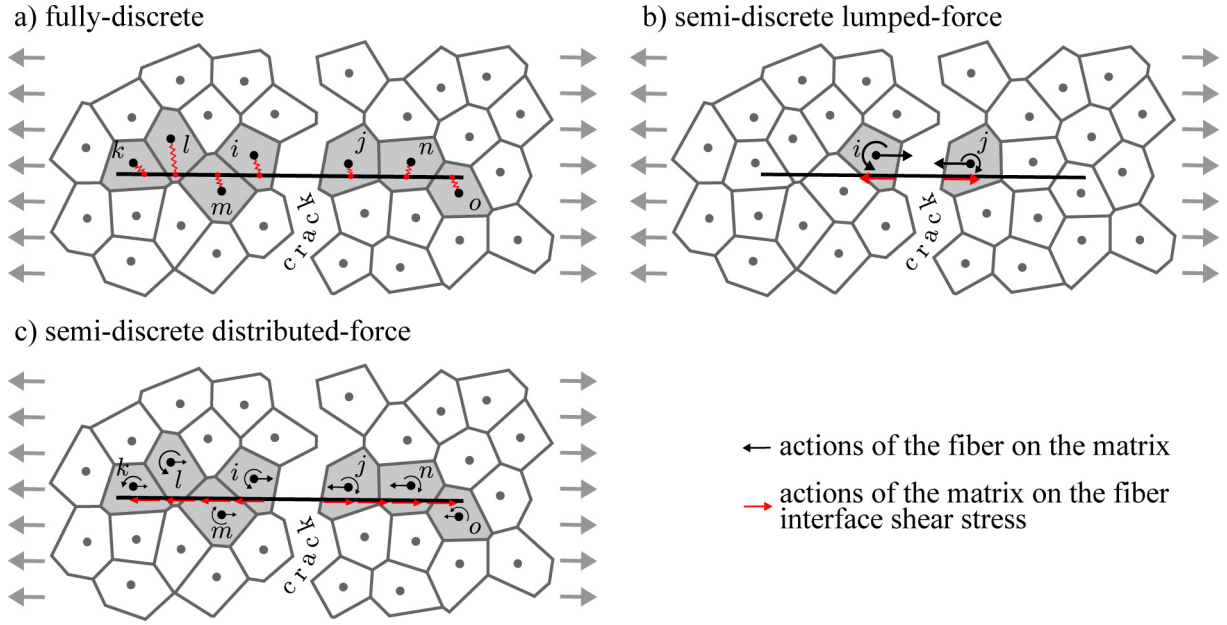 a) fully-discrete
b) semi-discrete lumped-force
k
l
i
m
j
n
o
crack
i
j
crack
c) semi-discrete distributed-force
k
l
i
m
j
n
o
crack
actions of the fiber on the matrix
actions of the matrix on the fiber
interface shear stress